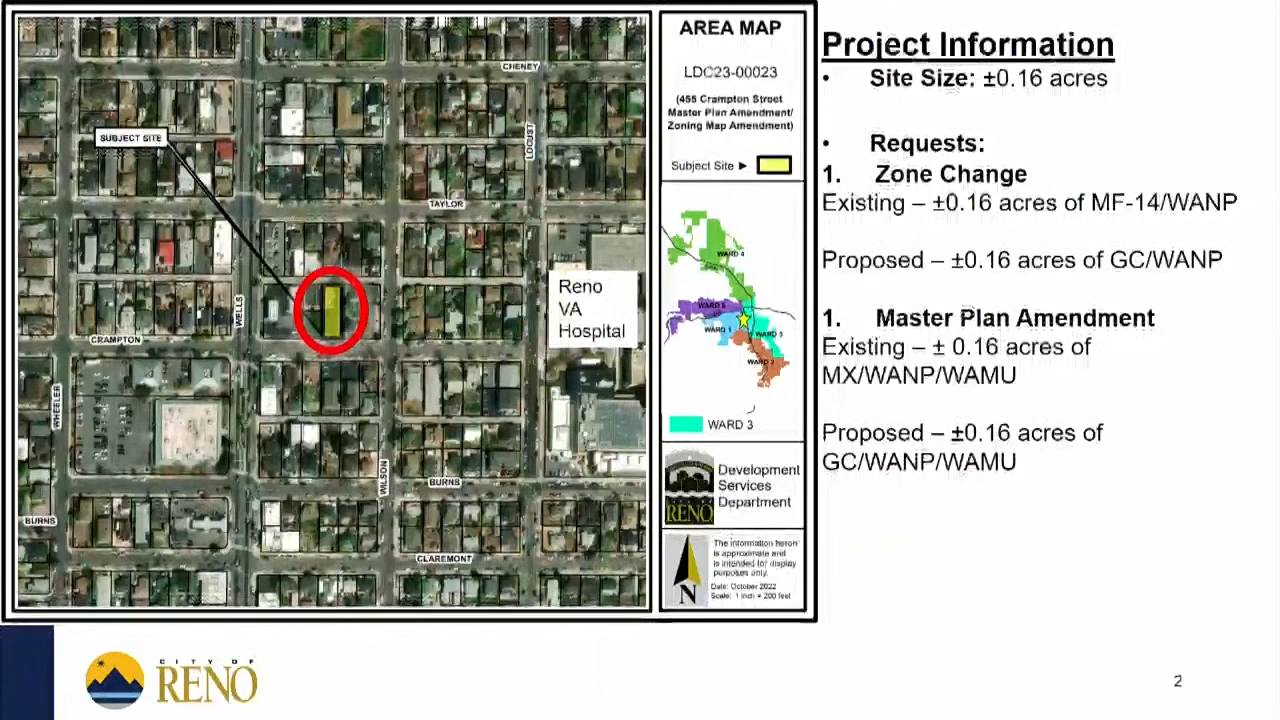 CHENEY
SUBJECT SITE
LOCUST
TAYLOR
WELLS
CRAMPTON
WHEELER
Reno
VA
Hospital
WILSON
BURNS
BURNS
CLAREMONT
AREA MAP
LDC23-00023
(455 Crampton Street
Master Plan Amendment/
Zoning Map Amendment)
Subject Site ►
WARD 4
WARD 1
WARD 3
WARD 2
WARD 3
Development
Services
Department
RENO
The information hereon
is approximate and
is intended for display
purposes only.
Date: October 2022
Scale: 1 inch = 200 feet
N
Project Information
• Site Size: ±0.16 acres
• Requests:
1. Zone Change
Existing – ±0.16 acres of MF-14/WANP
Proposed – ±0.16 acres of GC/WANP
1. Master Plan Amendment
Existing – ± 0.16 acres of
MX/WANP/WAMU
Proposed – ±0.16 acres of
GC/WANP/WAMU
CITY OF
RENO
2